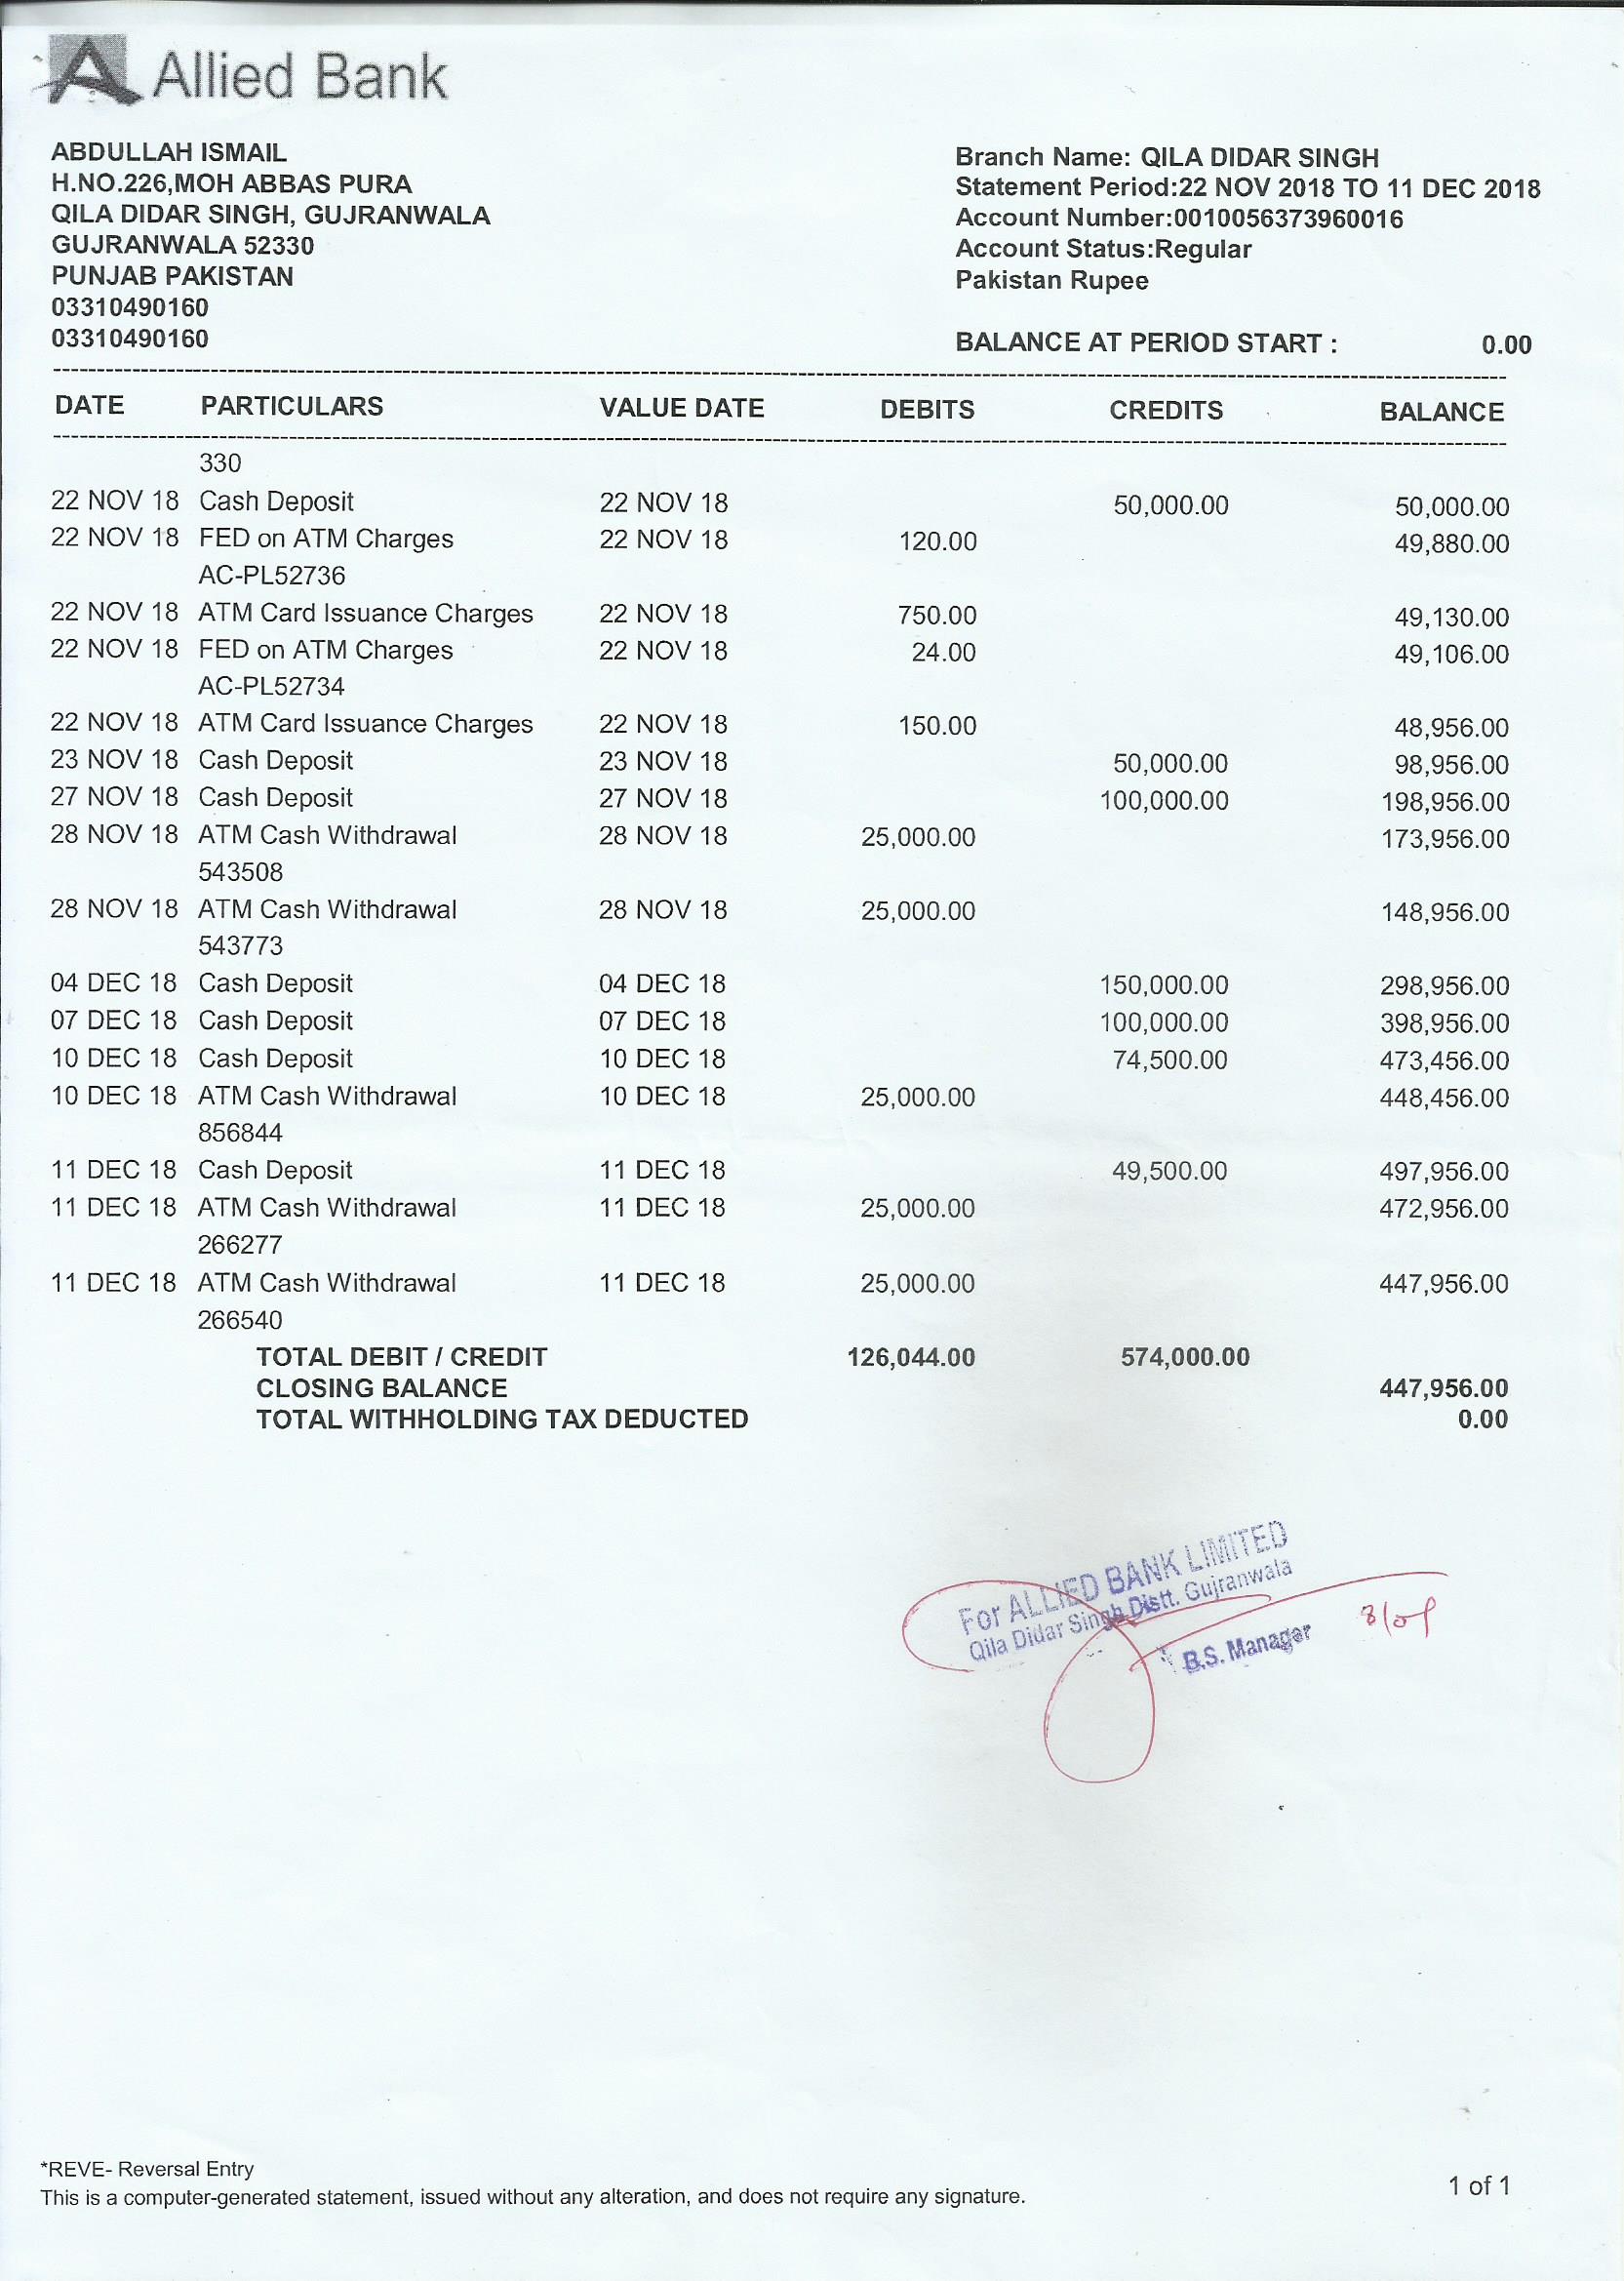 Allied Bank
ABDULLAH ISMAIL
H.NO.226,MOH ABBAS PURA
QILA DIDAR SINGH, GUJRANWALA
GUJRANWALA 52330
PUNJAB PAKISTAN
03310490160
03310490160
Branch Name: QILA DIDAR SINGH
Statement Period:22 NOV 2018 TO 11 DEC 2018
Account Number:0010056373960016
Account Status:Regular
Pakistan Rupee
BALANCE AT PERIOD START : 0.00
DATE PARTICULARS VALUE DATE DEBITS CREDITS BALANCE
330
22 NOV 18 Cash Deposit 22 NOV 18 50,000.00 50,000.00
22 NOV 18 FED on ATM Charges 22 NOV 18 120.00 49,880.00
AC-PL52736
22 NOV 18 ATM Card Issuance Charges 22 NOV 18 750.00 49,130.00
22 NOV 18 FED on ATM Charges 22 NOV 18 24.00 49,106.00
AC-PL52734
22 NOV 18 ATM Card Issuance Charges 22 NOV 18 150.00 48,956.00
23 NOV 18 Cash Deposit 23 NOV 18 50,000.00 98,956.00
27 NOV 18 Cash Deposit 27 NOV 18 100,000.00 198,956.00
28 NOV 18 ATM Cash Withdrawal 28 NOV 18 25,000.00 173,956.00
543508
28 NOV 18 ATM Cash Withdrawal 28 NOV 18 25,000.00 148,956.00
543773
04 DEC 18 Cash Deposit 04 DEC 18 150,000.00 298,956.00
07 DEC 18 Cash Deposit 07 DEC 18 100,000.00 398,956.00
10 DEC 18 Cash Deposit 10 DEC 18 74,500.00 473,456.00
10 DEC 18 ATM Cash Withdrawal 10 DEC 18 25,000.00 448,456.00
856844
11 DEC 18 Cash Deposit 11 DEC 18 49,500.00 497,956.00
11 DEC 18 ATM Cash Withdrawal 11 DEC 18 25,000.00 472,956.00
266277
11 DEC 18 ATM Cash Withdrawal 11 DEC 18 25,000.00 447,956.00
266540
TOTAL DEBIT / CREDIT 126,044.00 574,000.00
CLOSING BALANCE 447,956.00
TOTAL WITHHOLDING TAX DEDUCTED 0.00
For ALLIED BANK LIMITED
Qila Didar Singh Distt. Gujranwala
B.S. Manager
*REVE- Reversal Entry
This is a computer-generated statement, issued without any alteration, and does not require any signature.
1 of 1